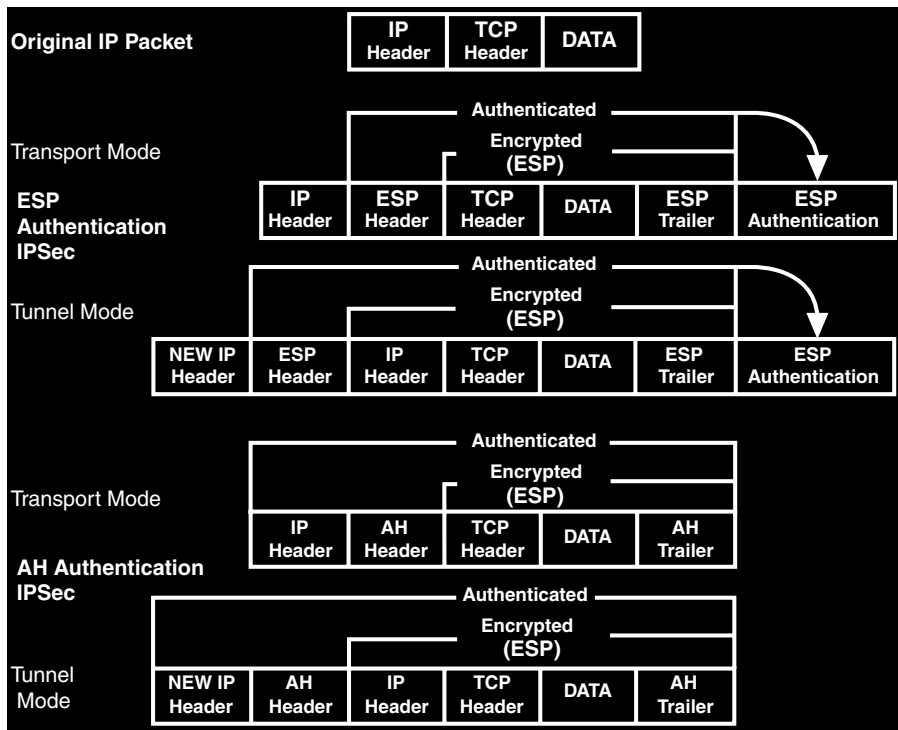 Original IP Packet
IP Header
TCP Header
DATA
Authenticated
Encrypted
(ESP)
Transport Mode
ESP Authentication IPSec
IP Header
ESP Header
TCP Header
DATA
ESP Trailer
ESP Authentication
Authenticated
Encrypted
(ESP)
Tunnel Mode
NEW IP Header
ESP Header
IP Header
TCP Header
DATA
ESP Trailer
ESP Authentication
Authenticated
Encrypted
(ESP)
Transport Mode
IP Header
AH Header
TCP Header
DATA
AH Trailer
AH Authentication IPSec
Authenticated
Encrypted
(ESP)
Tunnel Mode
NEW IP Header
AH Header
IP Header
TCP Header
DATA
AH Trailer